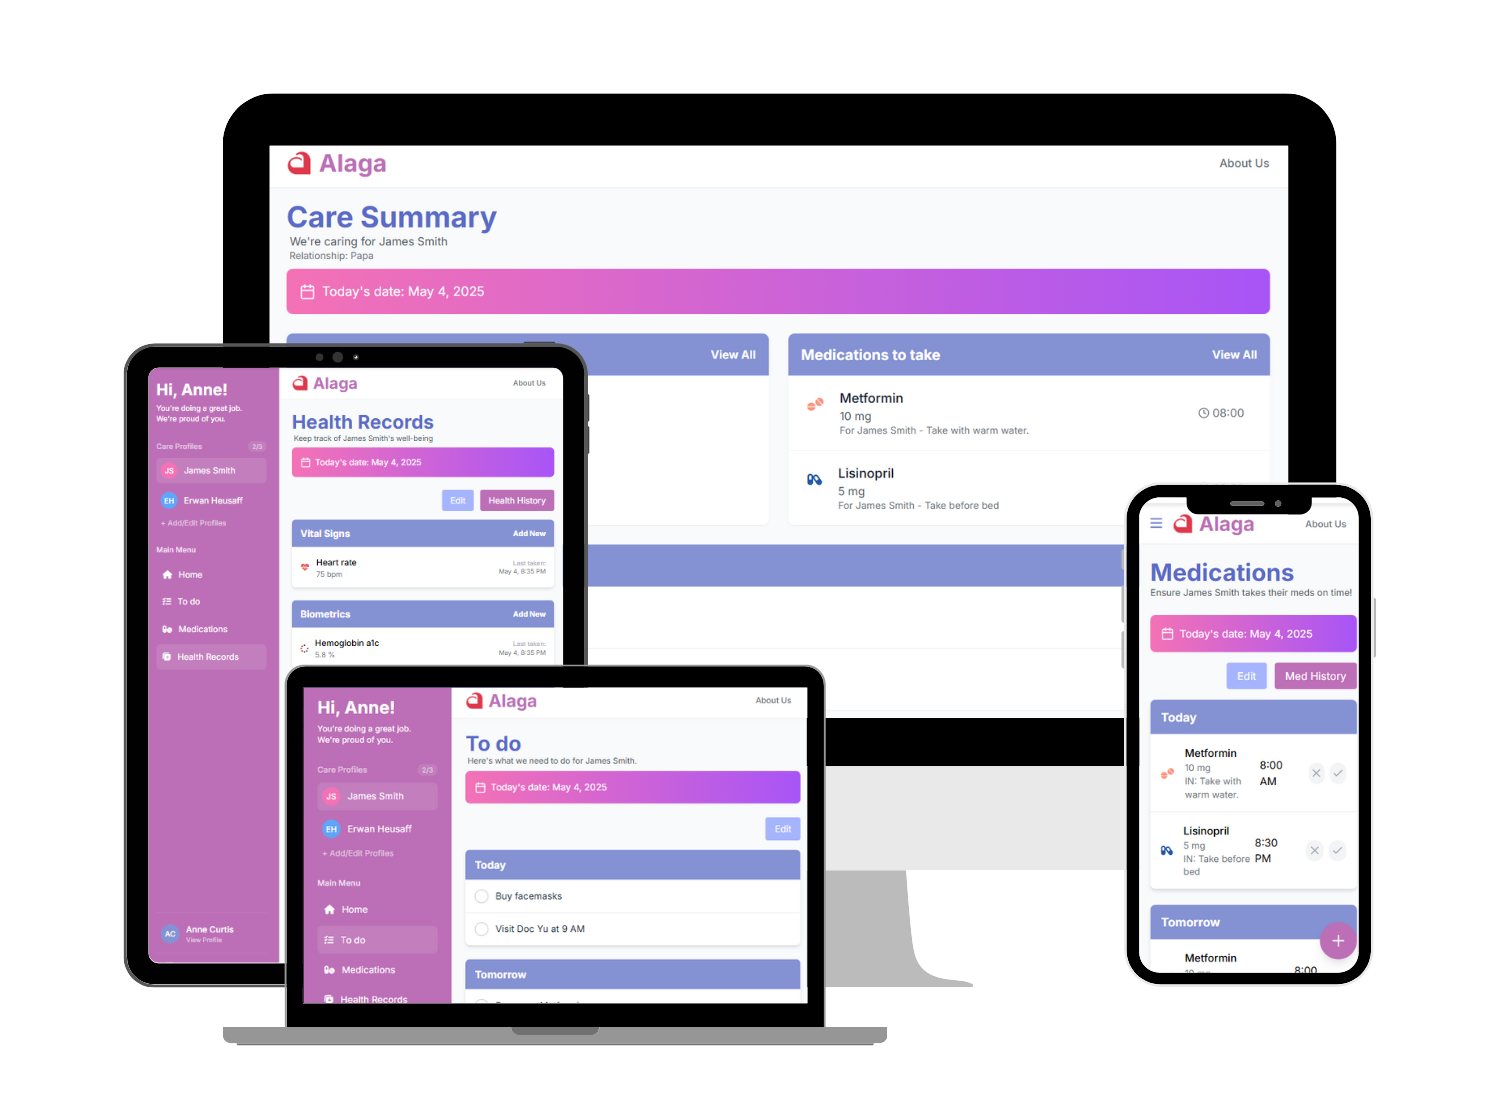 Alaga
About Us
Care Summary
We're caring for James Smith
Relationship: Papa
Today's date: May 4, 2025
View All
Medications to take
View All
Metformin
10 mg
For James Smith - Take with warm water.
08:00
Lisinopril
5 mg
For James Smith - Take before bed
Hi, Anne!
You're doing a great job.
We're proud of you.
Care Profiles
2/3
JS
James Smith
EH
Erwan Heusaff
+ Add/Edit Profiles
Main Menu
Home
To do
Medications
Health Records
AC
Anne Curtis
View Profile
Alaga
About Us
Health Records
Keep track of James Smith's well-being
Today's date: May 4, 2025
Edit
Health History
Vital Signs
Add New
Heart rate
75 bpm
Last taken:
May 4, 8:35 PM
Biometrics
Add New
Hemoglobin a1c
5.8 %
Last taken:
May 4, 8:35 PM
Hi, Anne!
You're doing a great job.
We're proud of you.
Care Profiles
2/3
JS
James Smith
EH
Erwan Heusaff
+ Add/Edit Profiles
Main Menu
Home
To do
Medications
Health Records
Alaga
About Us
To do
Here's what we need to do for James Smith.
Today's date: May 4, 2025
Edit
Today
Buy facemasks
Visit Doc Yu at 9 AM
Tomorrow
Alaga
About Us
Medications
Ensure James Smith takes their meds on time!
Today's date: May 4, 2025
Edit
Med History
Today
Metformin
10 mg
IN: Take with
warm water.
8:00
AM
Lisinopril
5 mg
IN: Take before
bed
8:30
PM
Tomorrow
Metformin
10 mg
8:00